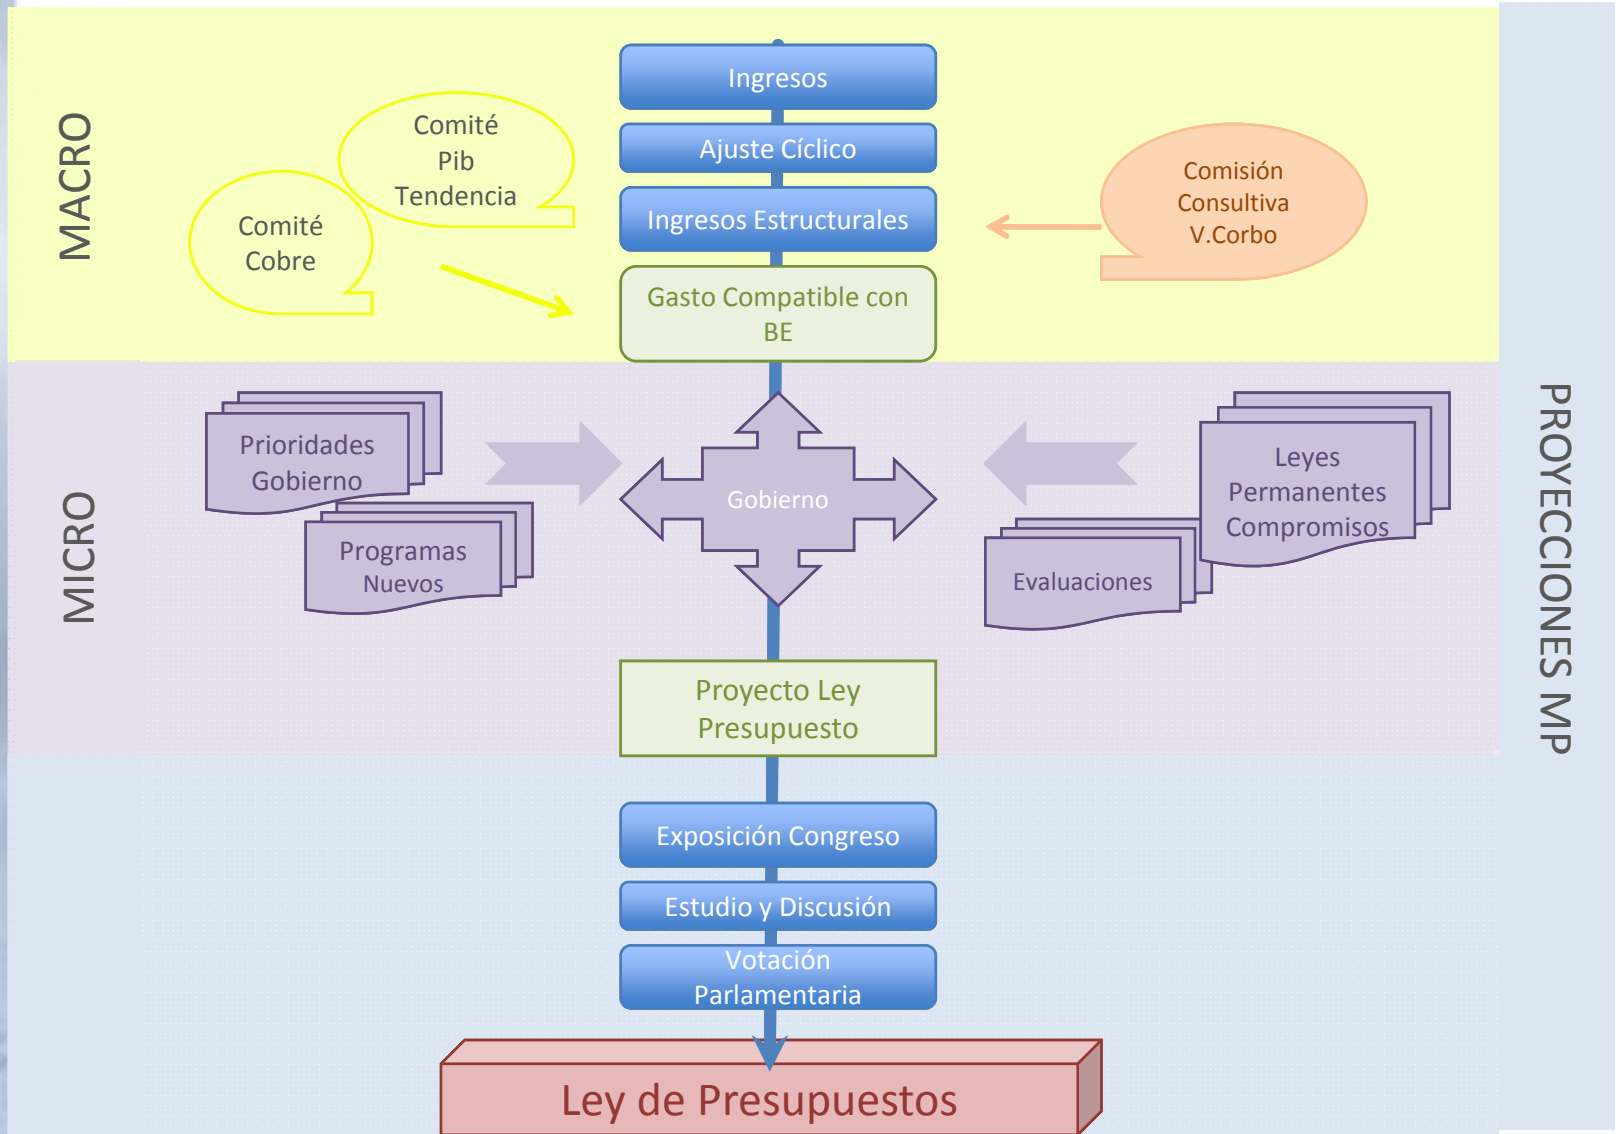 MACRO
Ingresos
Ajuste Cíclico
Ingresos Estructurales
Gasto Compatible con
BE
Comité
Pib
Tendencia
Comité
Cobre
Comisión
Consultiva
V.Corbo
MICRO
Prioridades
Gobierno
Programas
Nuevos
Gobierno
Leyes
Permanentes
Compromisos
Evaluaciones
Proyecto Ley
Presupuesto
PROYECCIONES MP
Exposición Congreso
Estudio y Discusión
Votación
Parlamentaria
Ley de Presupuestos